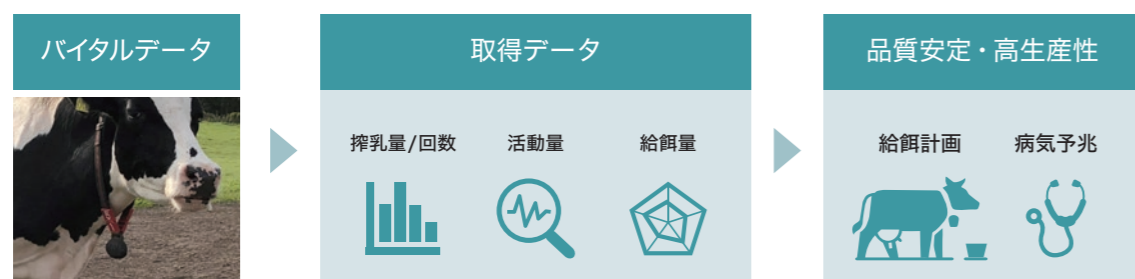 バイタルデータ
取得データ
搾乳量/回数
活動量
給餌量
品質安定・高生産性
給餌計画
病気予兆